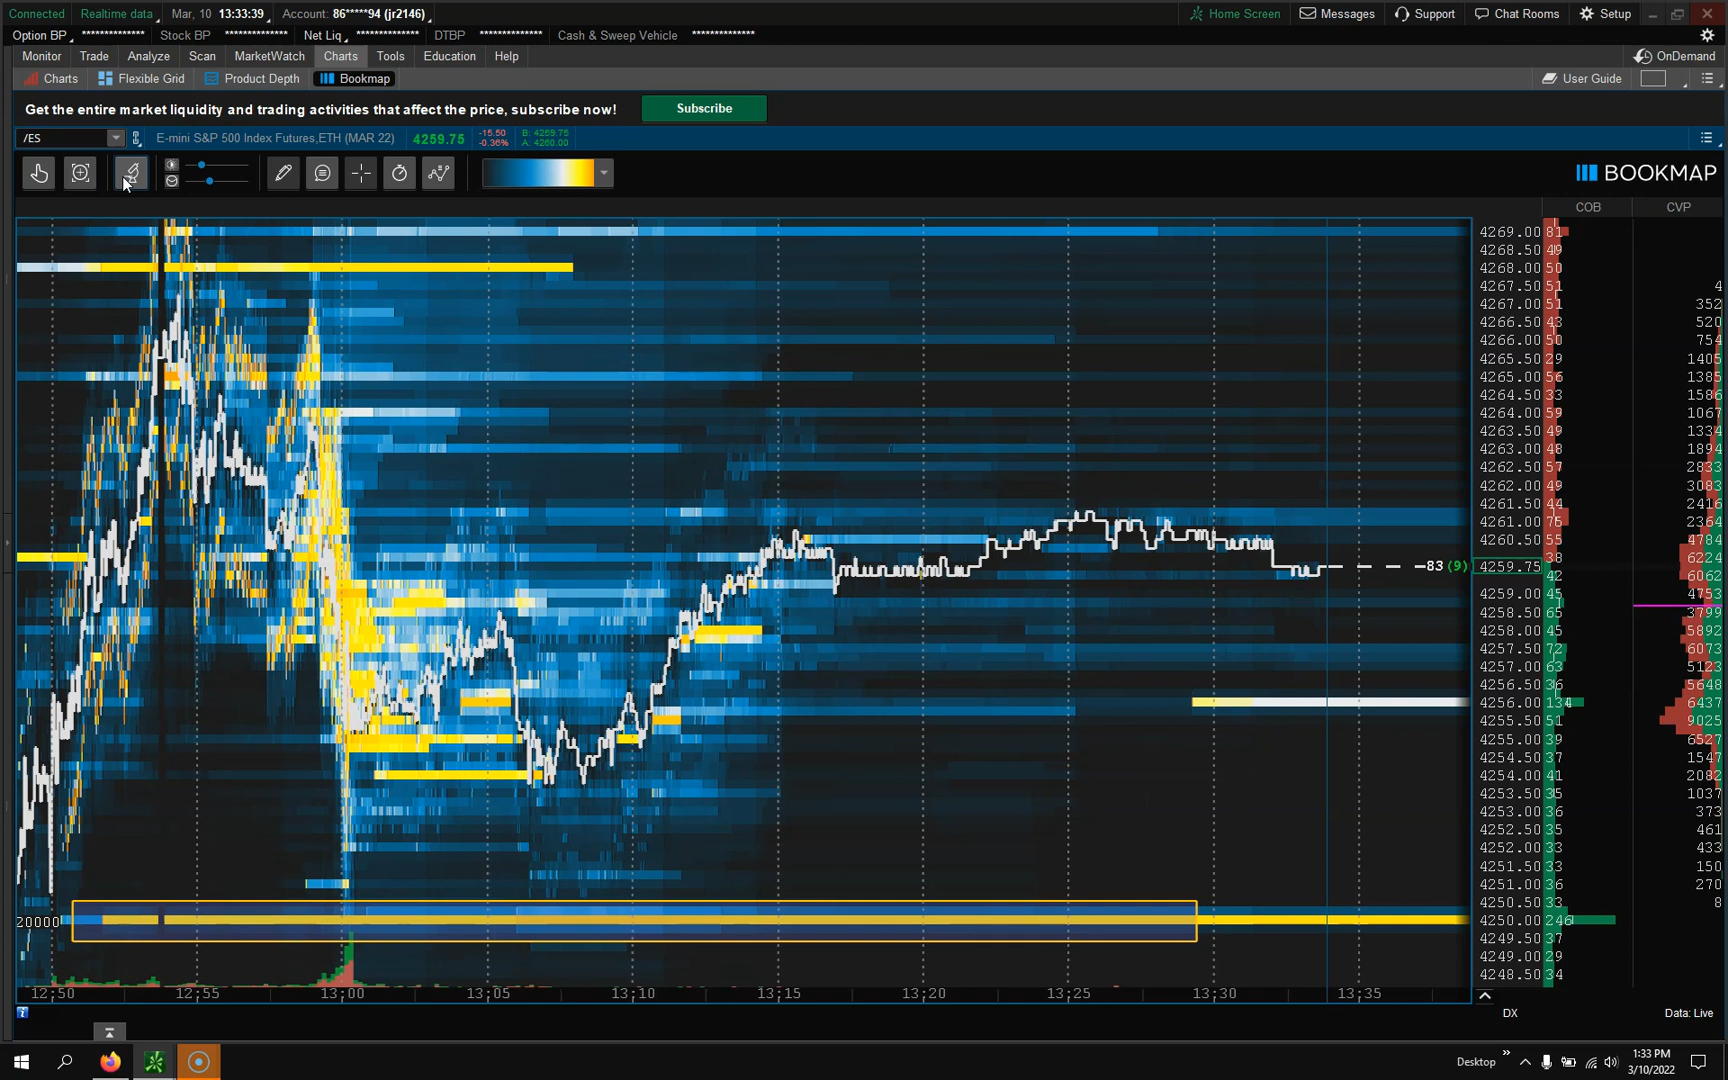 Connected Realtime data Mar, 10 13:33:39 Account: 86*****94 (jr2146) Home Screen Messages Support Chat Rooms Setup
Option BP ************** Stock BP ************** Net Liq ************** DTBP ************** Cash & Sweep Vehicle **************
Monitor Trade Analyze Scan MarketWatch Charts Tools Education Help OnDemand
Charts Flexible Grid Product Depth Bookmap User Guide
Get the entire market liquidity and trading activities that affect the price, subscribe now! Subscribe
/ES E-mini S&P 500 Index Futures,ETH (MAR 22) 4259.75 -15.50 B: 4259.75
-0.36% A: 4260.00
BOOKMAP
COB CVP
4269.00 81
4268.50 49
4268.00 50
4267.50 51 4
4267.00 51 352
4266.50 43 520
4266.00 50 754
4265.50 29 1405
4265.00 56 1385
4264.50 33 1586
4264.00 59 1067
4263.50 49 1334
4263.00 48 1894
4262.50 57 2833
4262.00 49 3083
4261.50 44 2416
4261.00 75 2364
4260.50 55 4784
38 6224
83 (9) 4259.75
42 6062
4259.00 45 4753
4258.50 65 3799
4258.00 45 5892
4257.50 72 6073
4257.00 63 5123
4256.50 36 5648
4256.00 134 6437
4255.50 51 9025
4255.00 39 6527
4254.50 37 1547
4254.00 41 2082
4253.50 35 1037
4253.00 36 373
4252.50 35 461
4252.00 33 433
4251.50 33 150
4251.00 36 270
4250.50 33 8
20000 4250.00 246
4249.50 37
4249.00 29
4248.50 34
12:50 12:55 13:00 13:05 13:10 13:15 13:20 13:25 13:30 13:35
DX Data: Live
Desktop 1:33 PM
3/10/2022